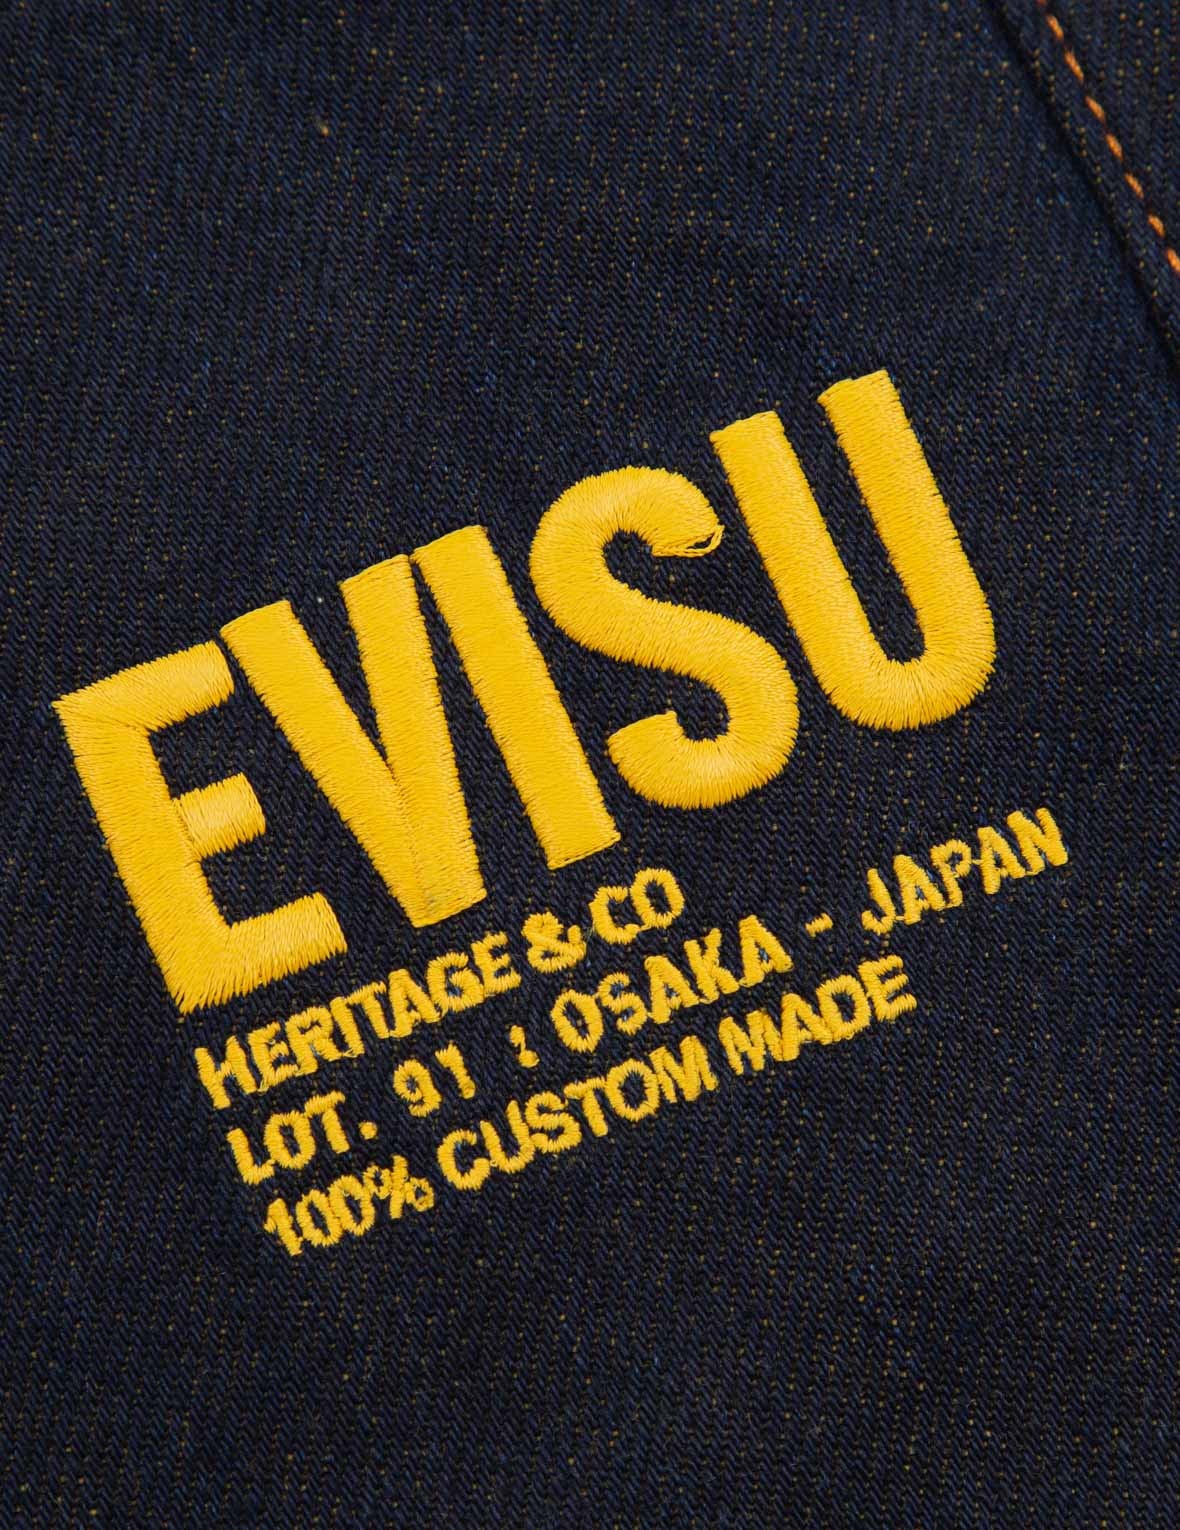 EVISU
HERITAGE & CO
LOT. 91 : OSAKA - JAPAN
100% CUSTOM MADE